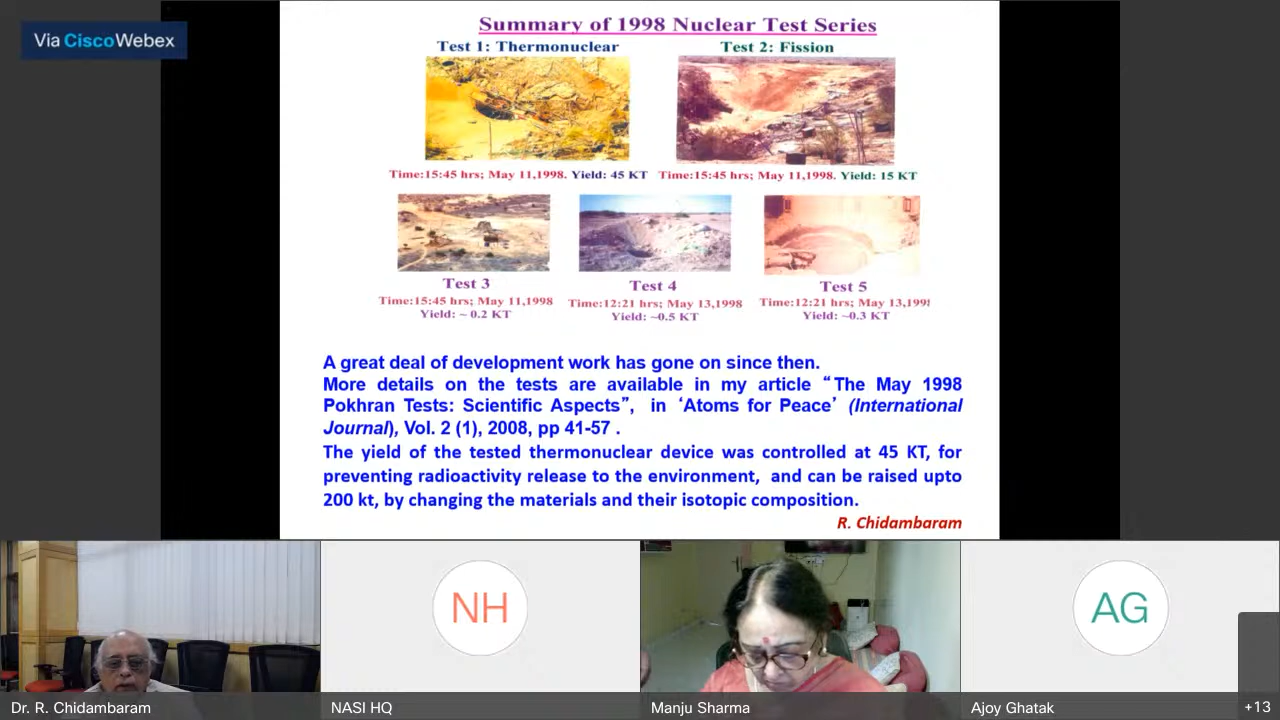 Via CiscoWebex
Summary of 1998 Nuclear Test Series
Test 1: Thermonuclear
Test 2: Fission
Time:15:45 hrs; May 11,1998. Yield: 45 KT
Time:15:45 hrs; May 11,1998. Yield: 15 KT
Test 3
Time:15:45 hrs; May 11,1998
Yield: ~ 0.2 KT
Test 4
Time:12:21 hrs; May 13,1998
Yield: ~0.5 KT
Test 5
Time:12:21 hrs; May 13,199
Yield: ~0.3 KT
A great deal of development work has gone on since then.
More details on the tests are available in my article “The May 1998
Pokhran Tests: Scientific Aspects”, in ‘Atoms for Peace’ (International
Journal), Vol. 2 (1), 2008, pp 41-57 .
The yield of the tested thermonuclear device was controlled at 45 KT, for
preventing radioactivity release to the environment, and can be raised upto
200 kt, by changing the materials and their isotopic composition.
R. Chidambaram
NH
AG
Dr. R. Chidambaram
NASI HQ
Manju Sharma
Ajoy Ghatak
+13